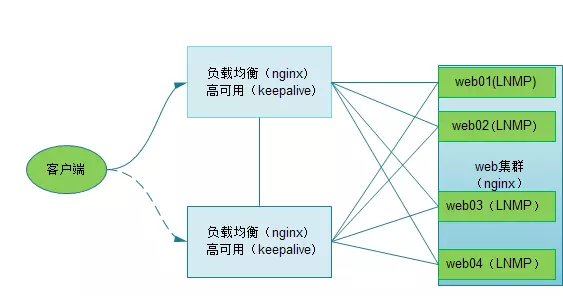 负载均衡（nginx）
高可用（keepalive）
客户端
负载均衡（nginx）
高可用（keepalive）
web01(LNMP)
web02(LNMP)
web集群
（nginx）
web03（LNMP）
web04（LNMP）